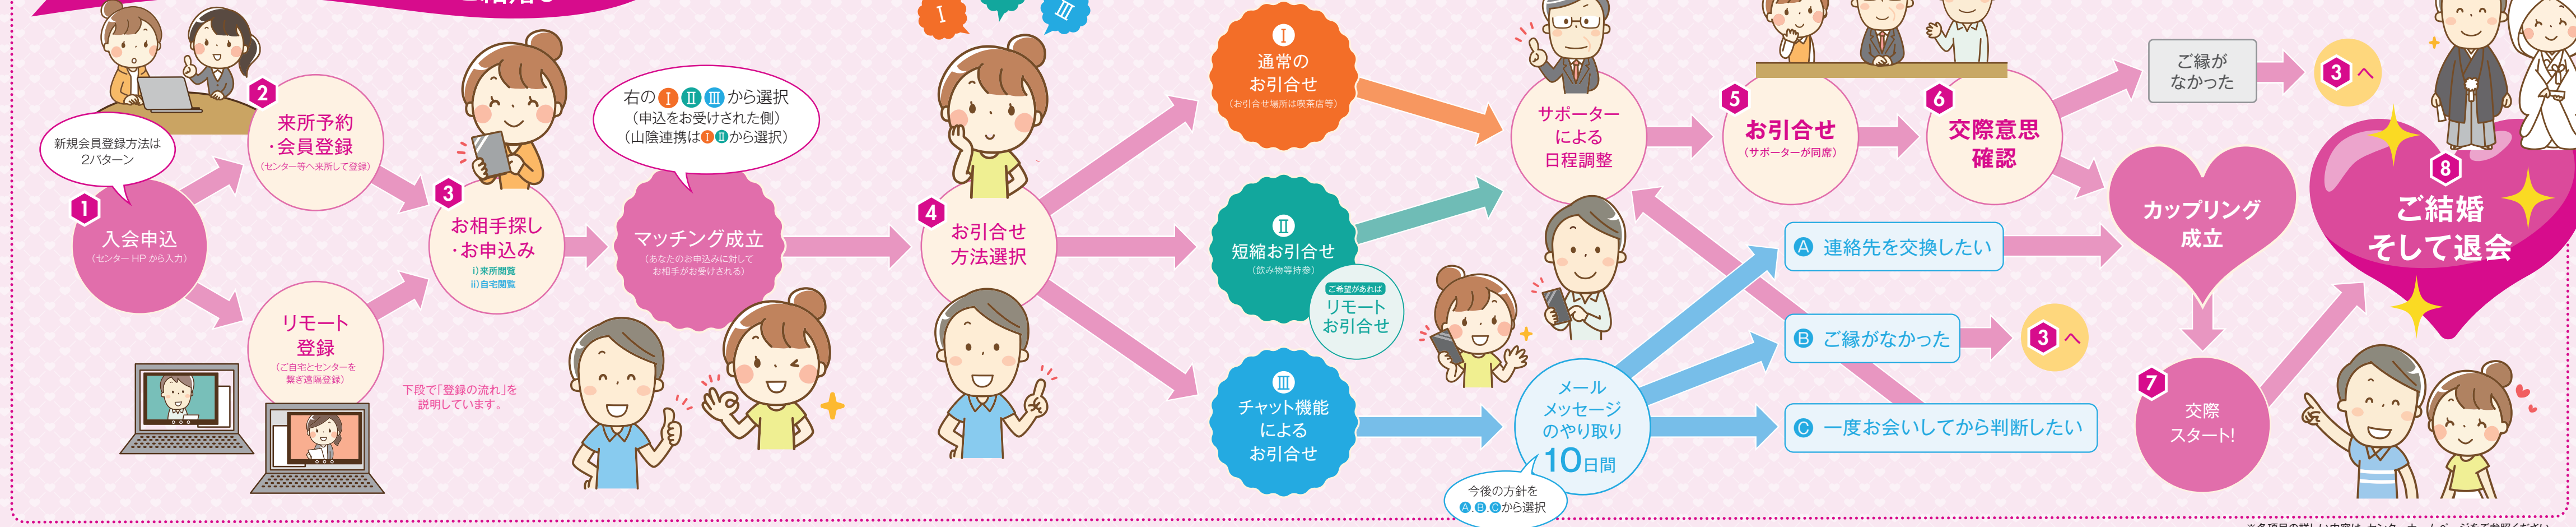 新規会員登録方法は
2パターン
1
入会申込
(センター HP から入力)
2
来所予約
・会員登録
(センター等へ来所して登録)
リモート
登録
(ご自宅とセンターを
繋ぎ遠隔登録)
下段で「登録の流れ」を
説明しています。
3
お相手探し
・お申込み
i)来所閲覧
ii)自宅閲覧
右のⅠⅡⅢから選択
(申込をお受けされた側)
(山陰連携はⅠⅡから選択)
マッチング成立
(あなたのお申込みに対して
お相手がお受けされる)
Ⅰ
Ⅲ
4
お引合せ
方法選択
Ⅰ
通常の
お引合せ
(お引合せ場所は喫茶店等)
Ⅱ
短縮お引合せ
(飲み物等持参)
ご希望があれば
リモート
お引合せ
Ⅲ
チャット機能
による
お引合せ
サポーター
による
日程調整
メール
メッセージ
のやり取り
10日間
今後の方針を
A.B.Cから選択
5
お引合せ
(サポーターが同席)
6
交際意思
確認
A 連絡先を交換したい
B ご縁がなかった
3へ
C 一度お会いしてから判断したい
ご縁が
なかった
3へ
カップリング
成立
7
交際
スタート!
8
ご結婚
そして退会